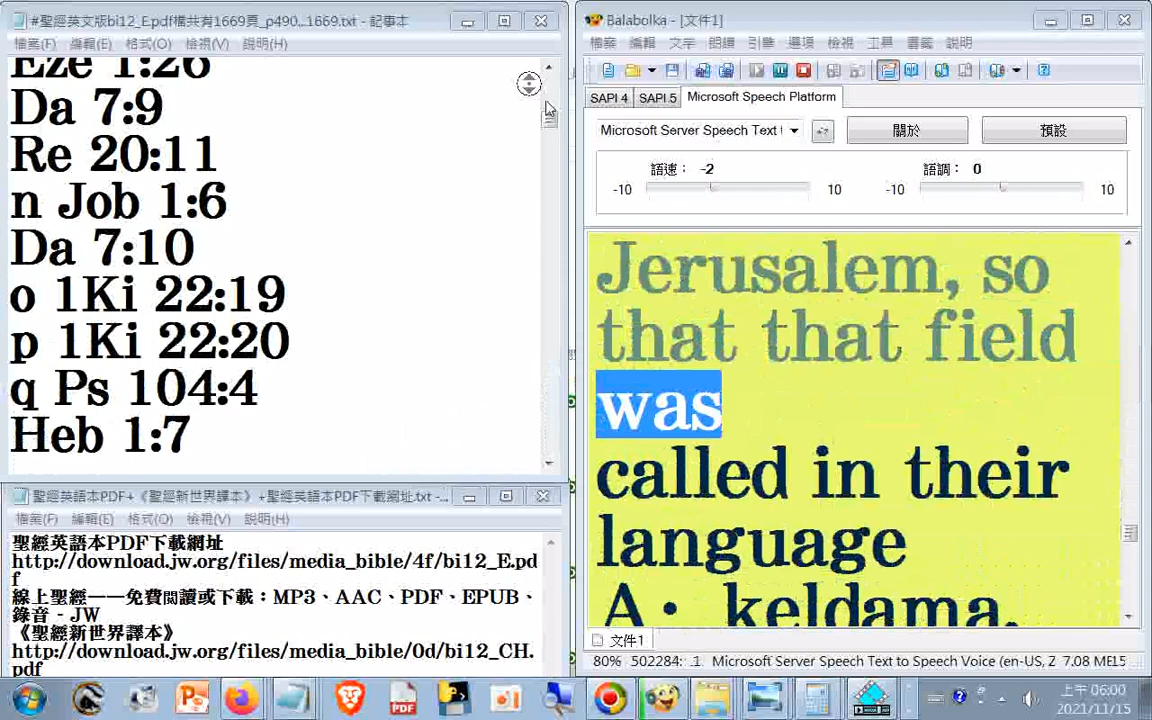 #聖經英文版bi12_E.pdf檔共有1669頁_p490,..1669.txt - 記事本
檔案(F) 編輯(E) 格式(O) 檢視(V) 說明(H)
Eze 1:26
Da 7:9
Re 20:11
n Job 1:6
Da 7:10
o 1Ki 22:19
p 1Ki 22:20
q Ps 104:4
Heb 1:7
聖經英語本PDF+《聖經新世界譯本》+聖經英語本PDF下載網址.txt - ...
檔案(F) 編輯(E) 格式(O) 檢視(V) 說明(H)
聖經英語本PDF下載網址
http://download.jw.org/files/media_bible/4f/bi12_E.pd
f
線上聖經——免費閱讀或下載：MP3、AAC、PDF、EPUB、
錄音 - JW
《聖經新世界譯本》
http://download.jw.org/files/media_bible/0d/bi12_CH.
pdf
Balabolka - [文件1]
檔案 編輯 文字 朗讀 引擎 選項 檢視 工具 書籤 說明
SAPI 4 SAPI 5 Microsoft Speech Platform
Microsoft Server Speech Text 關於 預設
語速： -2 語調： 0
-10 10 -10 10
Jerusalem, so
that that field
was
called in their
language
A· keldama,
文件1
80% 502284: .1. Microsoft Server Speech Text to Speech Voice (en-US, Z 7.08 ME15
PDF
上午 06:00
2021/11/15